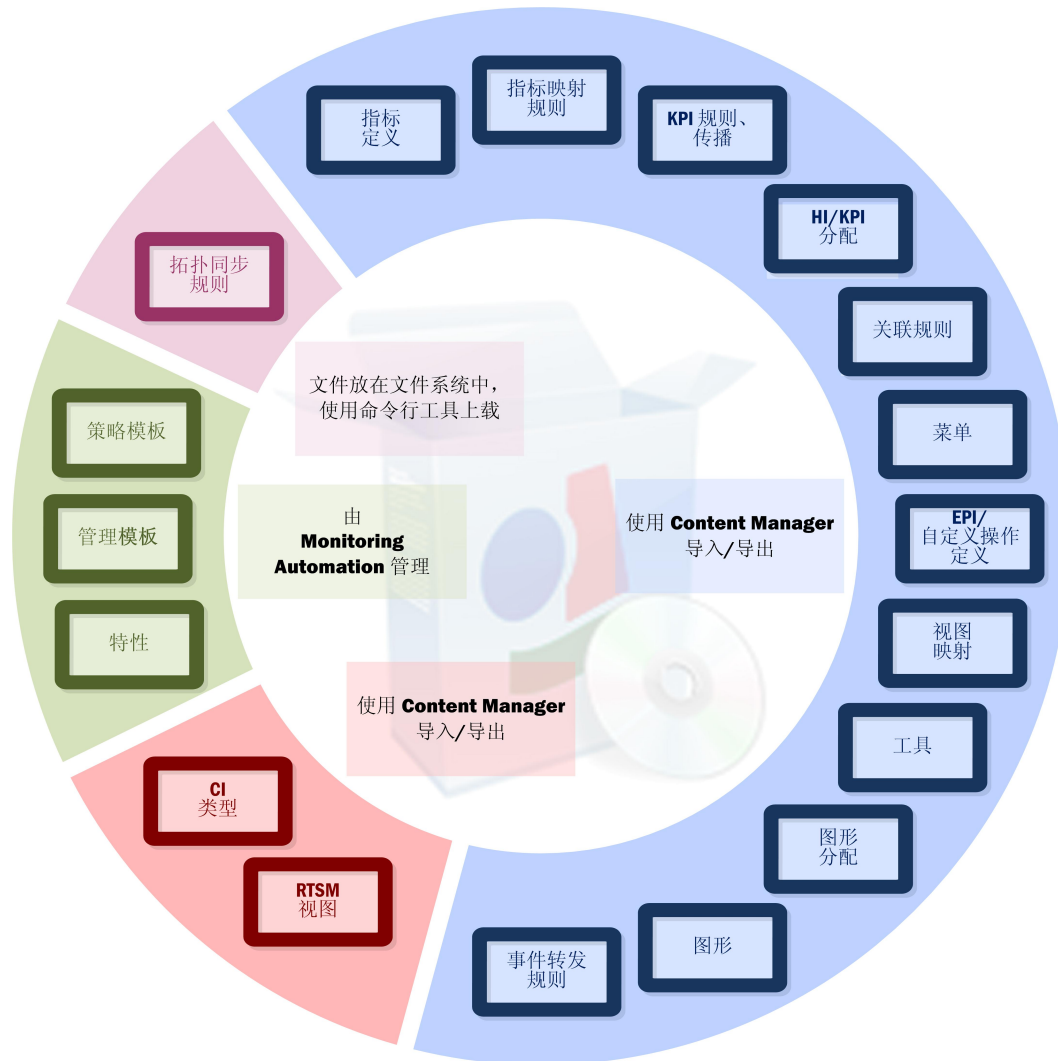 指标
定义
指标映射
规则
KPI 规则、
传播
HI/KPI
分配
关联规则
菜单
EPI/
自定义操作
定义
视图
映射
工具
图形
分配
图形
事件转发
规则
RTSM
视图
CI
类型
特性
管理模板
策略模板
拓扑同步
规则
文件放在文件系统中，
使用命令行工具上载
由
Monitoring
Automation 管理
使用 Content Manager
导入/导出
使用 Content Manager
导入/导出